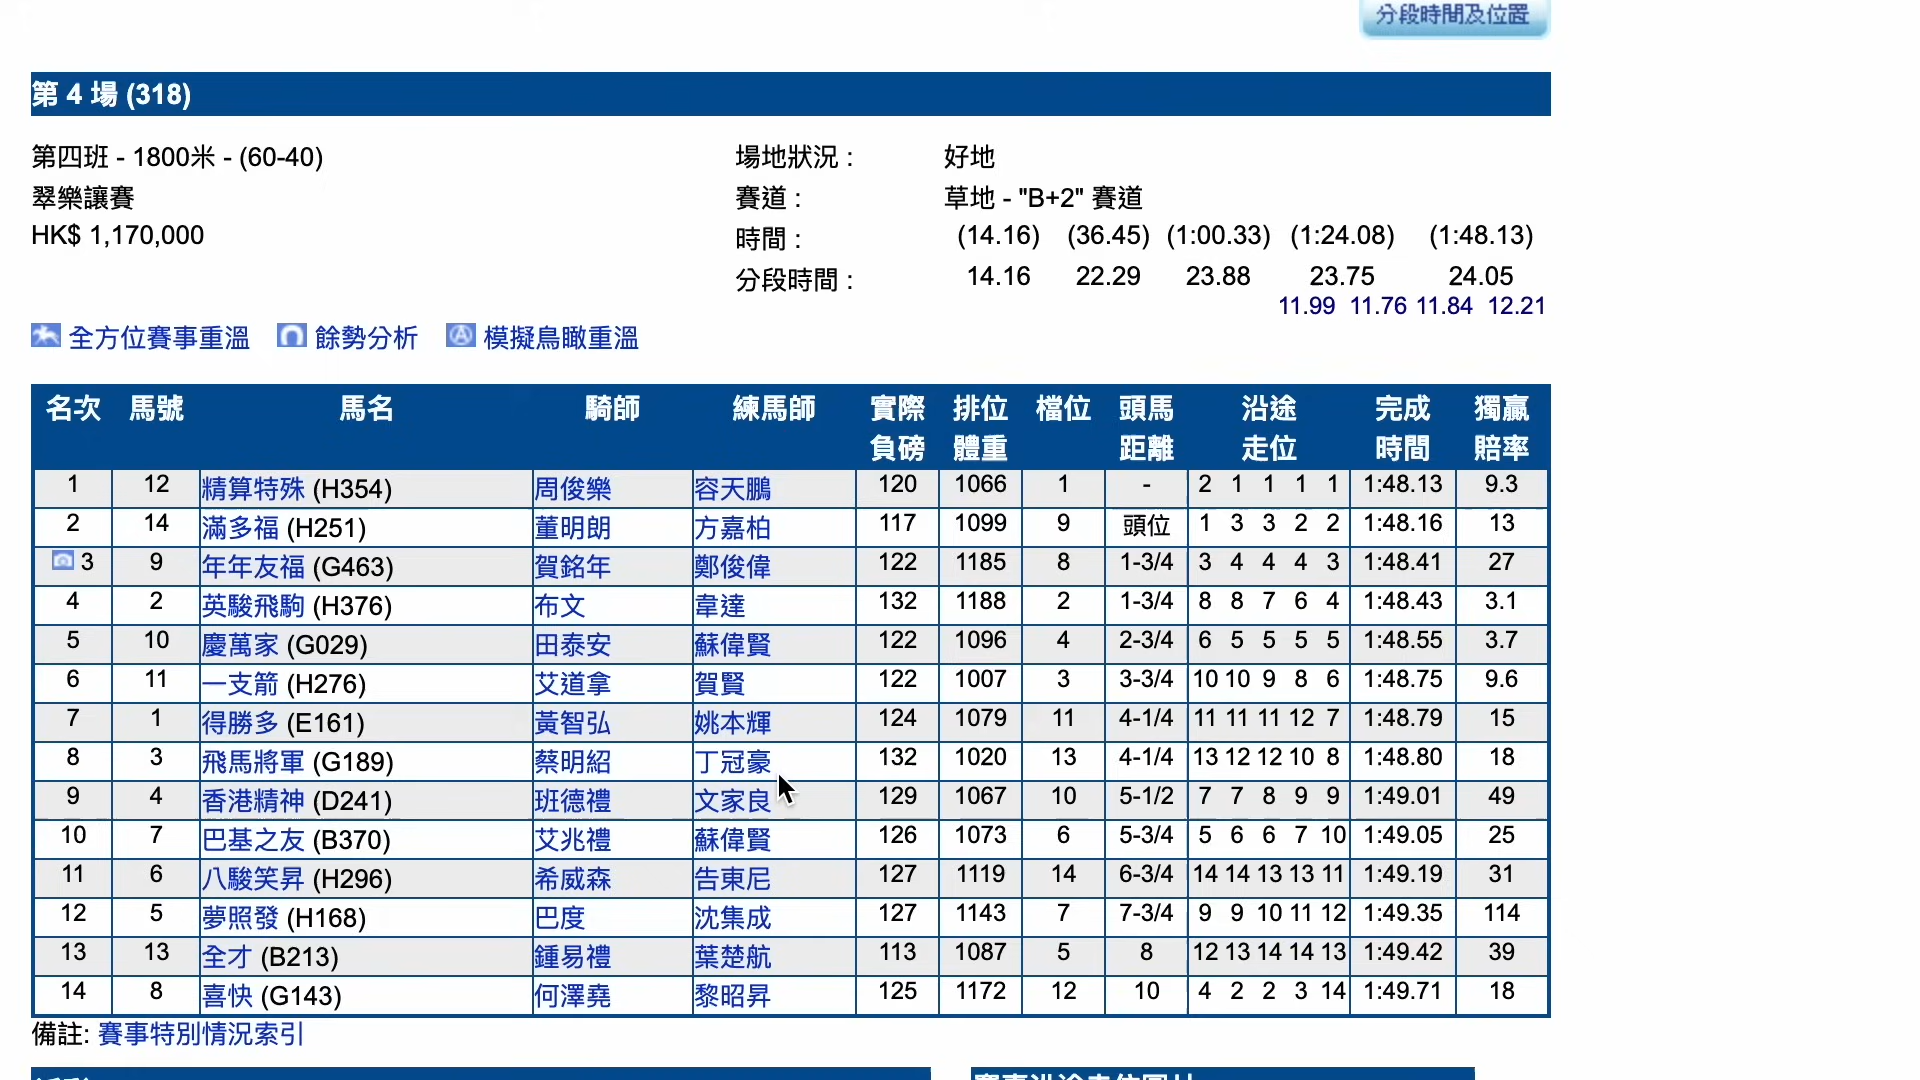 分段時間及位置
第 4 場 (318)
第四班 - 1800米 - (60-40) 場地狀況 : 好地
翠樂讓賽 賽道 : 草地 - "B+2" 賽道
HK$ 1,170,000 時間 : (14.16) (36.45) (1:00.33) (1:24.08) (1:48.13)
分段時間 : 14.16 22.29 23.88 23.75 24.05
11.99 11.76 11.84 12.21
全方位賽事重溫 餘勢分析 模擬鳥瞰重溫
名次 馬號 馬名 騎師 練馬師 實際 排位 檔位 頭馬 沿途 完成 獨贏
負磅 體重 距離 走位 時間 賠率
1 12 精算特殊 (H354) 周俊樂 容天鵬 120 1066 1 - 2 1 1 1 1 1:48.13 9.3
2 14 滿多福 (H251) 董明朗 方嘉柏 117 1099 9 頭位 1 3 3 2 2 1:48.16 13
3 9 年年友福 (G463) 賀銘年 鄭俊偉 122 1185 8 1-3/4 3 4 4 4 3 1:48.41 27
4 2 英駿飛駒 (H376) 布文 韋達 132 1188 2 1-3/4 8 8 7 6 4 1:48.43 3.1
5 10 慶萬家 (G029) 田泰安 蘇偉賢 122 1096 4 2-3/4 6 5 5 5 5 1:48.55 3.7
6 11 一支箭 (H276) 艾道拿 賀賢 122 1007 3 3-3/4 10 10 9 8 6 1:48.75 9.6
7 1 得勝多 (E161) 黃智弘 姚本輝 124 1079 11 4-1/4 11 11 11 12 7 1:48.79 15
8 3 飛馬將軍 (G189) 蔡明紹 丁冠豪 132 1020 13 4-1/4 13 12 12 10 8 1:48.80 18
9 4 香港精神 (D241) 班德禮 文家良 129 1067 10 5-1/2 7 7 8 9 9 1:49.01 49
10 7 巴基之友 (B370) 艾兆禮 蘇偉賢 126 1073 6 5-3/4 5 6 6 7 10 1:49.05 25
11 6 八駿笑昇 (H296) 希威森 告東尼 127 1119 14 6-3/4 14 14 13 13 11 1:49.19 31
12 5 夢照發 (H168) 巴度 沈集成 127 1143 7 7-3/4 9 9 10 11 12 1:49.35 114
13 13 全才 (B213) 鍾易禮 葉楚航 113 1087 5 8 12 13 14 14 13 1:49.42 39
14 8 喜快 (G143) 何澤堯 黎昭昇 125 1172 12 10 4 2 2 3 14 1:49.71 18
備註: 賽事特別情況索引